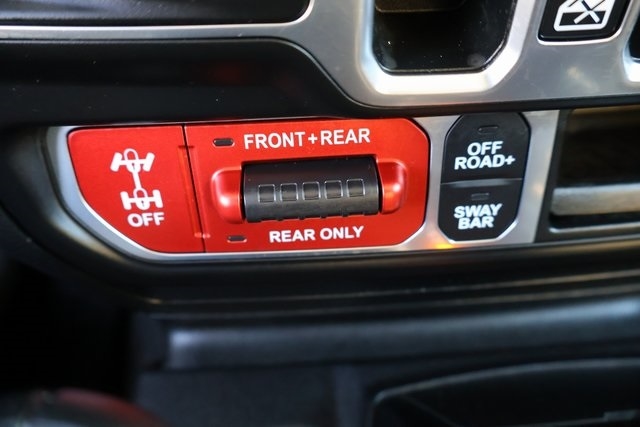 FRONT+REAR
OFF
REAR ONLY
OFF
ROAD+
SWAY
BAR